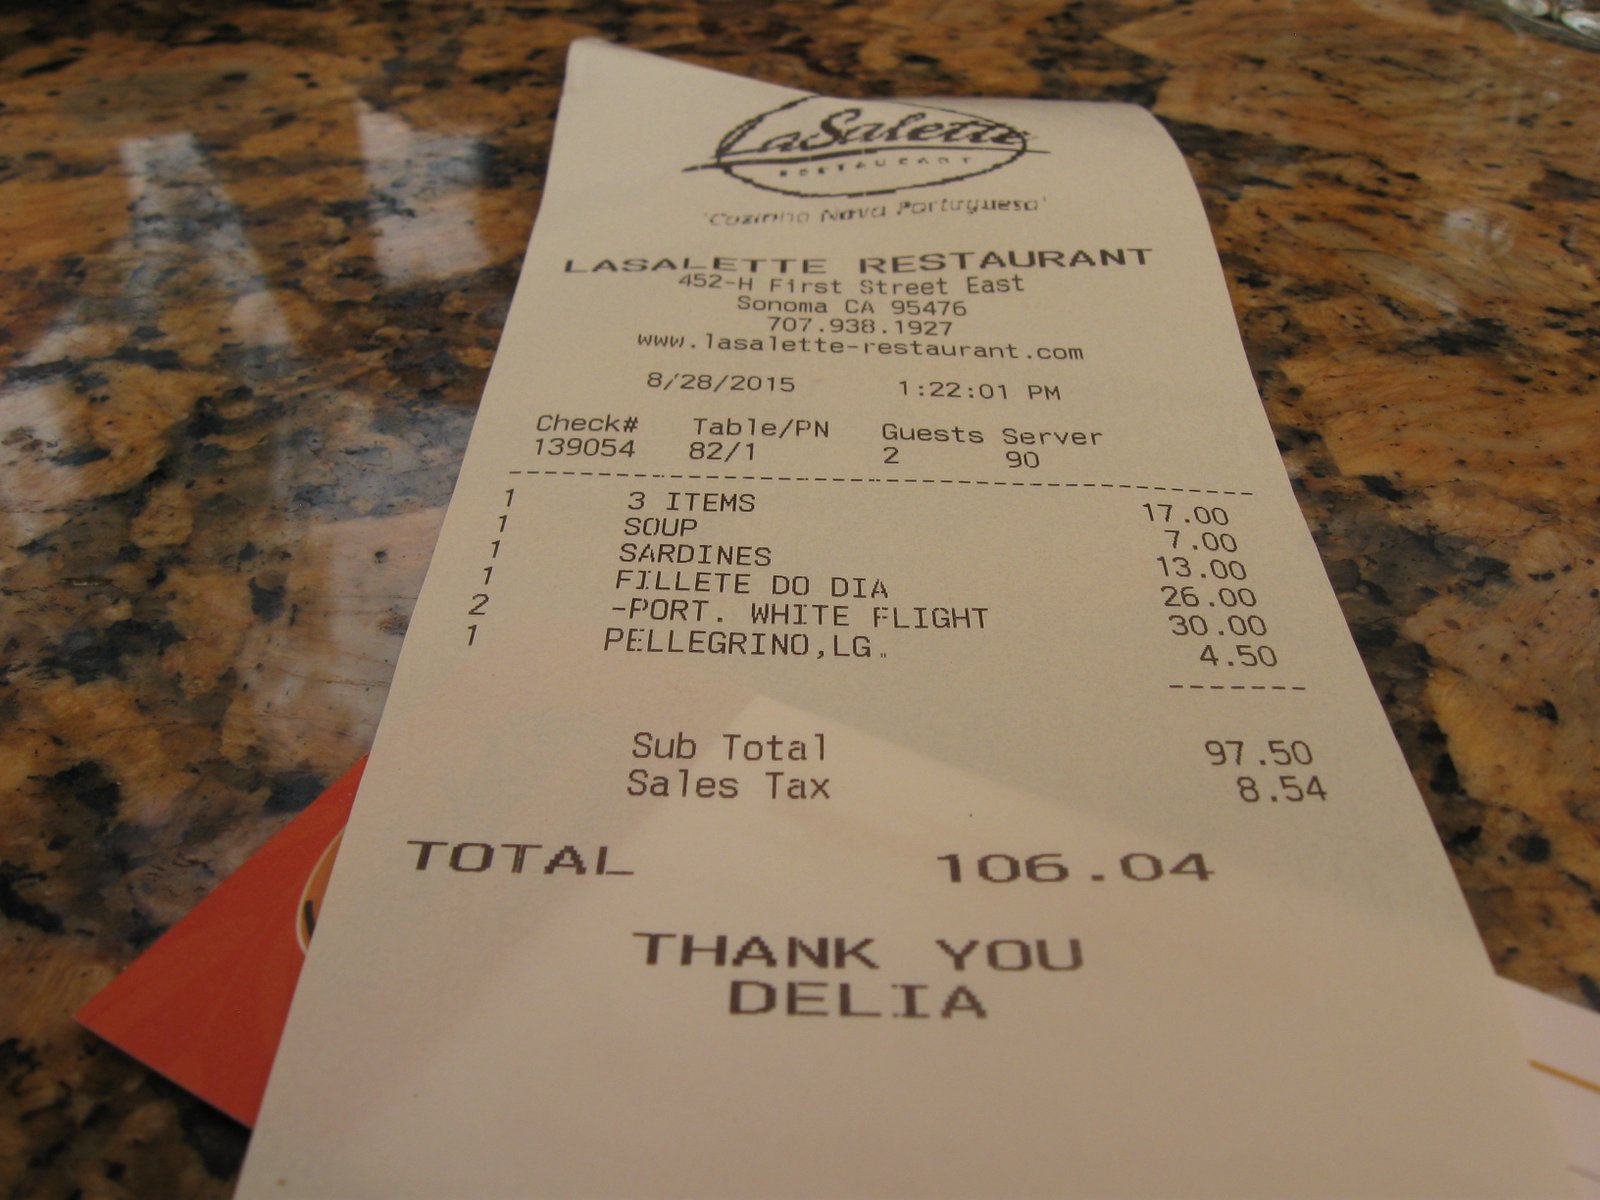 LaSalette
RESTAURANT
'Cozinha Nova Portuguesa'
LASALETTE RESTAURANT
452-H First Street East
Sonoma CA 95476
707.938.1927
www.lasalette-restaurant.com
8/28/2015 1:22:01 PM
Check# Table/PN Guests Server
139054 82/1 2 90
1 3 ITEMS 17.00
1 SOUP 7.00
1 SARDINES 13.00
1 FILLETE DO DIA 26.00
2 -PORT. WHITE FLIGHT 30.00
1 PELLEGRINO,LG. 4.50
Sub Total 97.50
Sales Tax 8.54
TOTAL 106.04
THANK YOU
DELIA